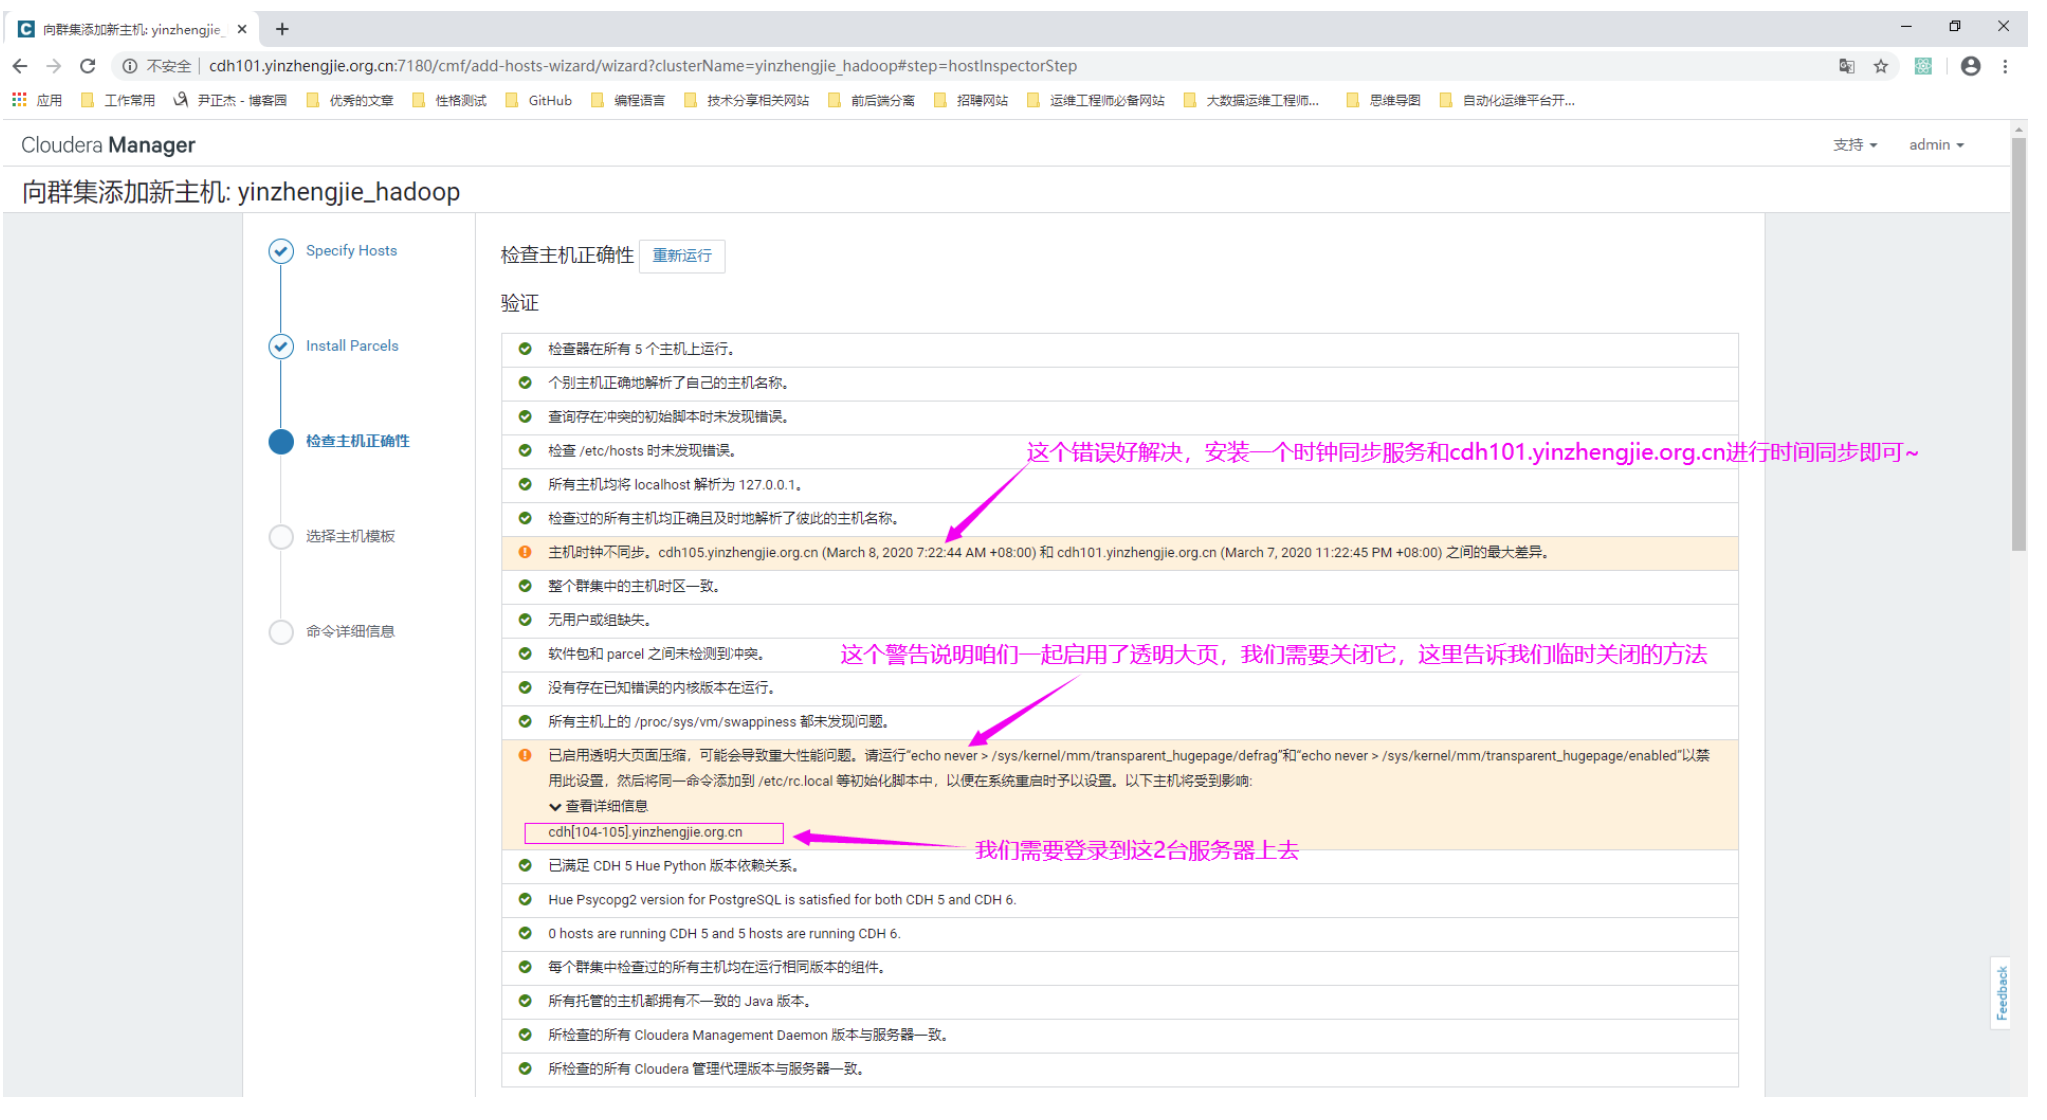 向群集添加新主机: yinzhengjie_
不安全 | cdh101.yinzhengjie.org.cn:7180/cmf/add-hosts-wizard/wizard?clusterName=yinzhengjie_hadoop#step=hostInspectorStep
应用 工作常用 尹正杰 - 博客园 优秀的文章 性格测试 GitHub 编程语言 技术分享相关网站 前后端分离 招聘网站 运维工程师必备网站 大数据运维工程师... 思维导图 自动化运维平台开...
Cloudera Manager 支持 admin
向群集添加新主机: yinzhengjie_hadoop
Specify Hosts
Install Parcels
检查主机正确性
选择主机模板
命令详细信息
检查主机正确性 重新运行
验证
检查器在所有 5 个主机上运行。
个别主机正确地解析了自己的主机名称。
查询存在冲突的初始脚本时未发现错误。
检查 /etc/hosts 时未发现错误。
这个错误好解决，安装一个时钟同步服务和cdh101.yinzhengjie.org.cn进行时间同步即可~
所有主机均将 localhost 解析为 127.0.0.1。
检查过的所有主机均正确且及时地解析了彼此的主机名称。
主机时钟不同步。cdh105.yinzhengjie.org.cn (March 8, 2020 7:22:44 AM +08:00) 和 cdh101.yinzhengjie.org.cn (March 7, 2020 11:22:45 PM +08:00) 之间的最大差异。
整个群集中的主机时区一致。
无用户或组缺失。
软件包和 parcel 之间未检测到冲突。
这个警告说明咱们一起启用了透明大页，我们需要关闭它，这里告诉我们临时关闭的方法
没有存在已知错误的内核版本在运行。
所有主机上的 /proc/sys/vm/swappiness 都未发现问题。
已启用透明大页面压缩，可能会导致重大性能问题。请运行“echo never > /sys/kernel/mm/transparent_hugepage/defrag”和“echo never > /sys/kernel/mm/transparent_hugepage/enabled”以禁
用此设置，然后将同一命令添加到 /etc/rc.local 等初始化脚本中，以便在系统重启时予以设置。以下主机将受到影响:
查看详细信息
cdh[104-105].yinzhengjie.org.cn
我们需要登录到这2台服务器上去
已满足 CDH 5 Hue Python 版本依赖关系。
Hue Psycopg2 version for PostgreSQL is satisfied for both CDH 5 and CDH 6.
0 hosts are running CDH 5 and 5 hosts are running CDH 6.
每个群集中检查过的所有主机均在运行相同版本的组件。
所有托管的主机都拥有不一致的 Java 版本。
所检查的所有 Cloudera Management Daemon 版本与服务器一致。
所检查的所有 Cloudera 管理代理版本与服务器一致。
Feedback